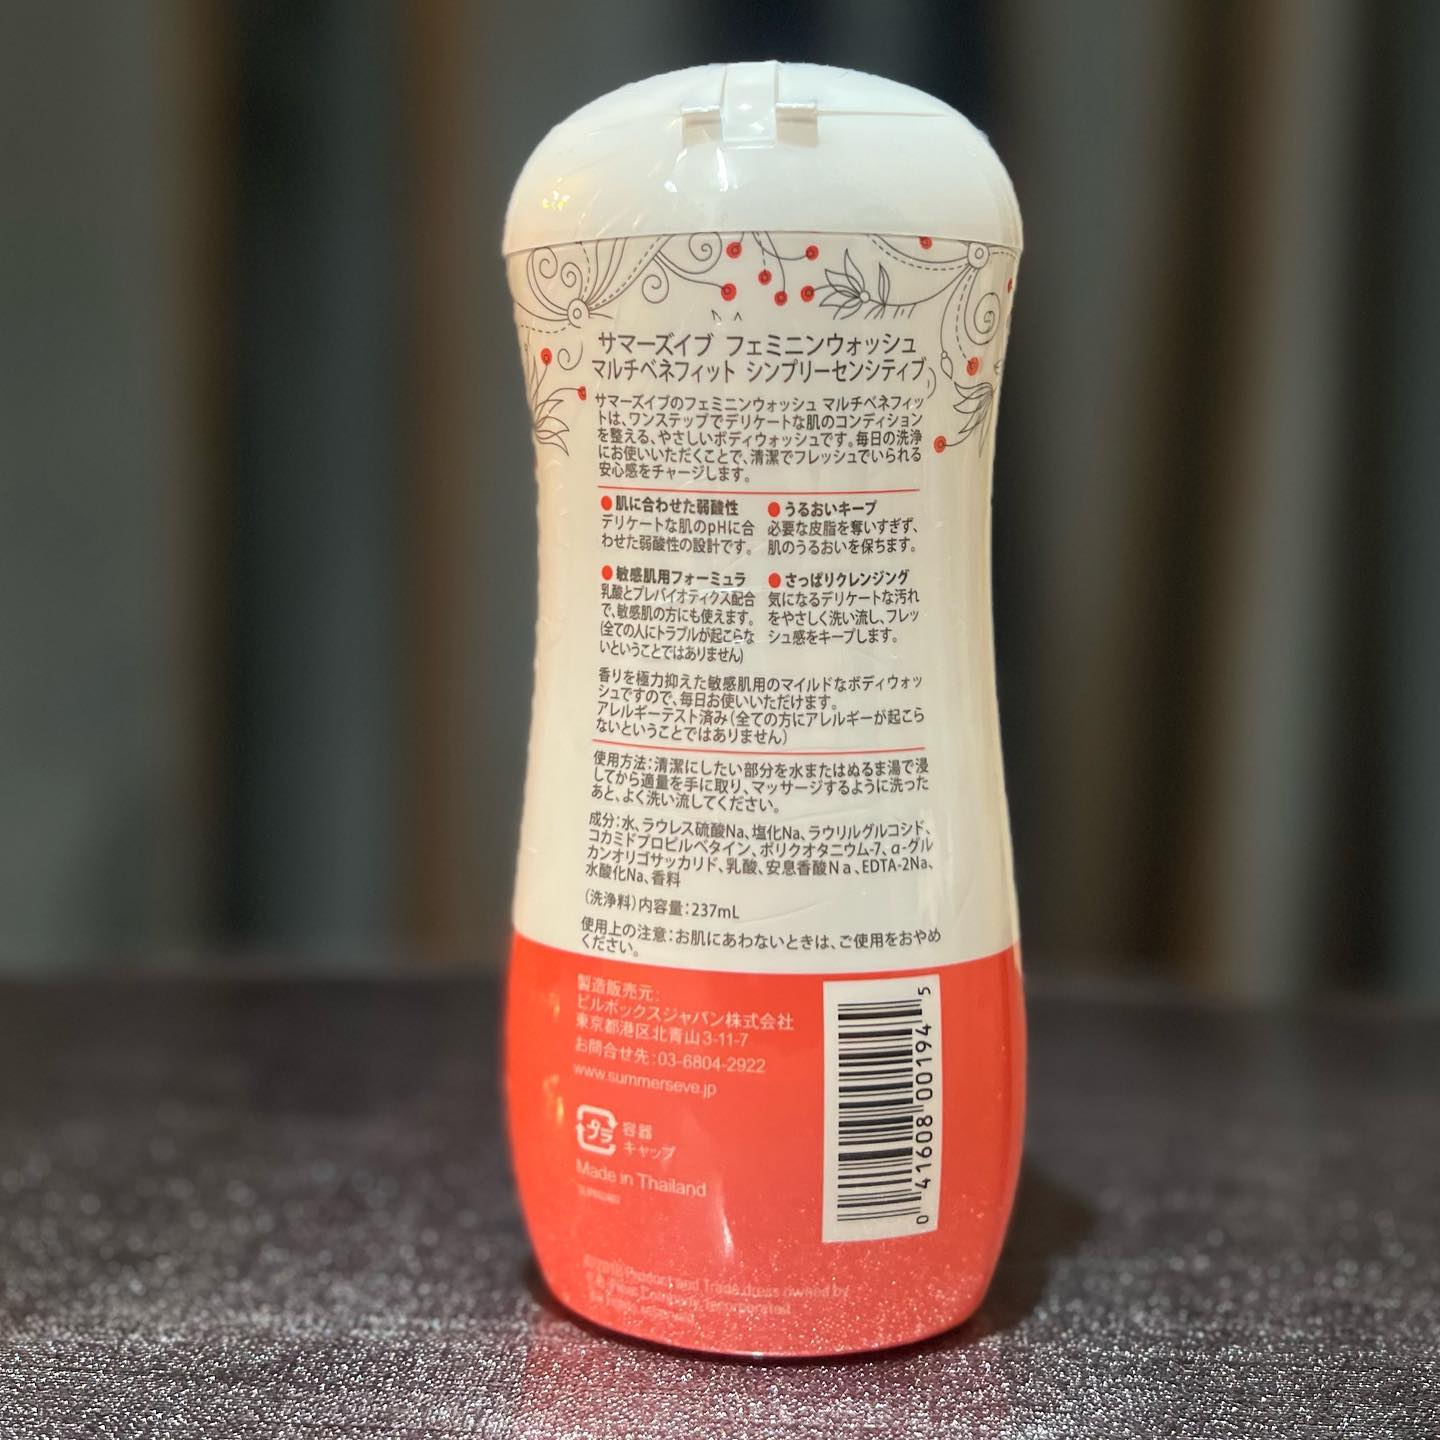 サマーズイブ フェミニンウォッシュ
マルチベネフィット シンプリーセンシティブ
サマーズイブのフェミニンウォッシュ マルチベネフィッ
トは、ワンステップでデリケートな肌のコンディション
を整える、やさしいボディウォッシュです。毎日の洗浄
にお使いいただくことで、清潔でフレッシュでいられる
安心感をチャージします。
●肌に合わせた弱酸性
デリケートな肌のpHに合
わせた弱酸性の設計です。
●うるおいキープ
必要な皮脂を奪いすぎず、
肌のうるおいを保ちます。
●敏感肌用フォーミュラ
乳酸とプレバイオティクス配合
で、敏感肌の方にも使えます。
(全ての人にトラブルが起こらな
いということではありません)
●さっぱりクレンジング
気になるデリケートな汚れ
をやさしく洗い流し、フレッ
シュ感をキープします。
香りを極力抑えた敏感肌用のマイルドなボディウォッ
シュですので、毎日お使いいただけます。
アレルギーテスト済み(全ての方にアレルギーが起こら
ないということではありません)
使用方法:清潔にしたい部分を水またはぬるま湯で浸
してから適量を手に取り、マッサージするように洗った
あと、よく洗い流してください。
成分:水、ラウレス硫酸Na、塩化Na、ラウリルグルコシド、
コカミドプロピルベタイン、ポリクオタニウム-7、α-グル
カンオリゴサッカリド、乳酸、安息香酸Na、EDTA-2Na、
水酸化Na、香料
(洗浄料)内容量:237mL
使用上の注意:お肌にあわないときは、ご使用をおやめ
ください。
製造販売元:
ビルボックスジャパン株式会社
東京都港区北青山3-11-7
お問合せ先:03-6804-2922
www.summerseve.jp
プラ
容器
キャップ
Made in Thailand
0 41608 00194 5
Product and Trade dress owned by
Company, Incorporated